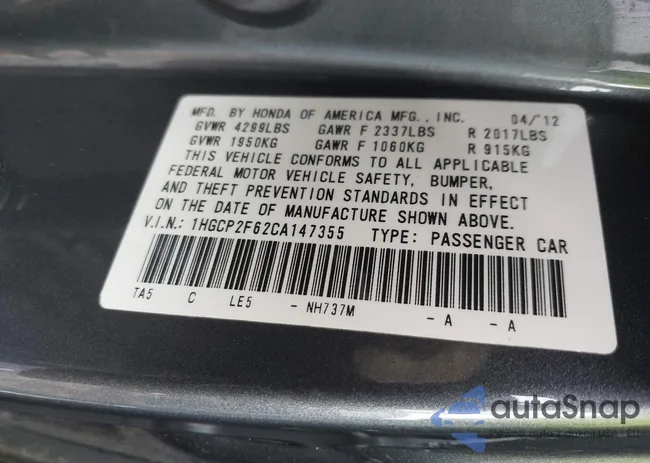 MFD. BY HONDA OF AMERICA MFG., INC. 04/'12
GVWR 4299LBS GAWR F 2337LBS R 2017LBS
GVWR 1950KG GAWR F 1060KG R 915KG
THIS VEHICLE CONFORMS TO ALL APPLICABLE
FEDERAL MOTOR VEHICLE SAFETY, BUMPER,
AND THEFT PREVENTION STANDARDS IN EFFECT
ON THE DATE OF MANUFACTURE SHOWN ABOVE.
V.I.N.: 1HGCP2F62CA147355 TYPE: PASSENGER CAR
TA5 C LE5 - NH737M - A - A
autaSnap